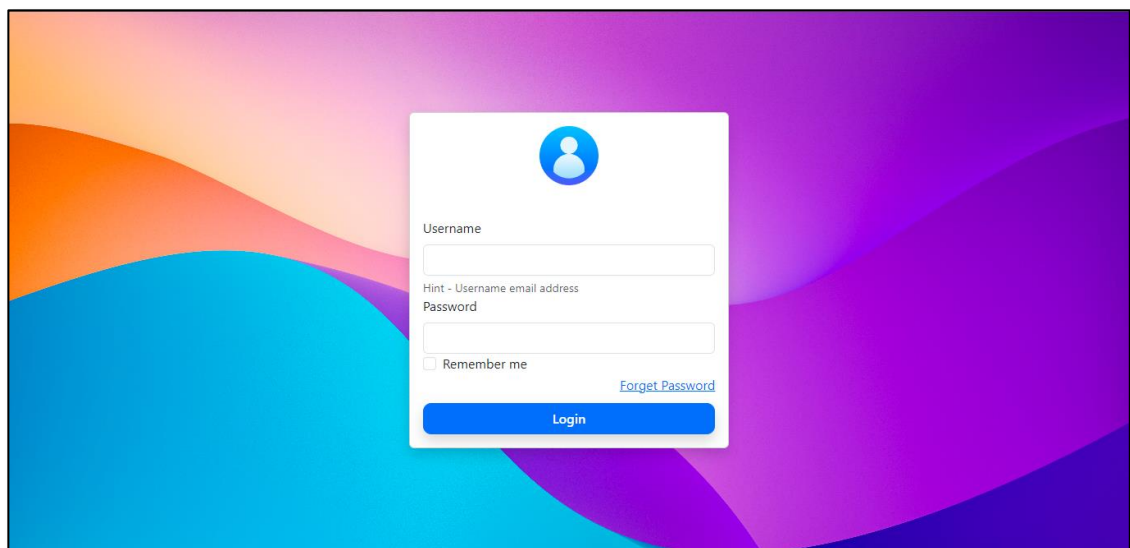 Username
Hint - Username email address
Password
Remember me
Forget Password
Login